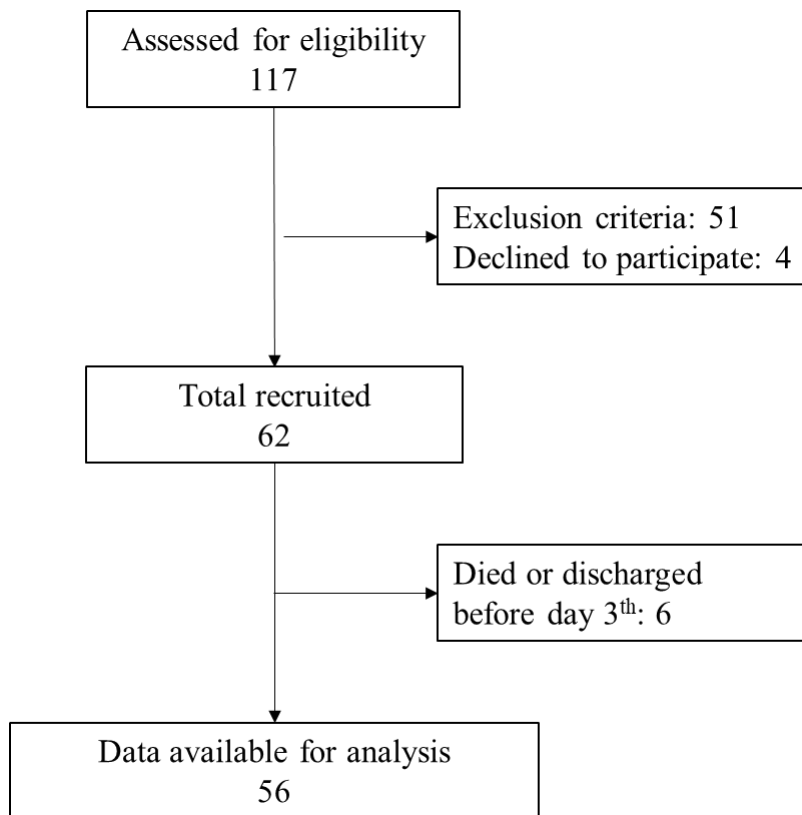 Assessed for eligibility
117
Exclusion criteria: 51
Declined to participate: 4
Total recruited
62
Died or discharged
before day 3th: 6
Data available for analysis
56